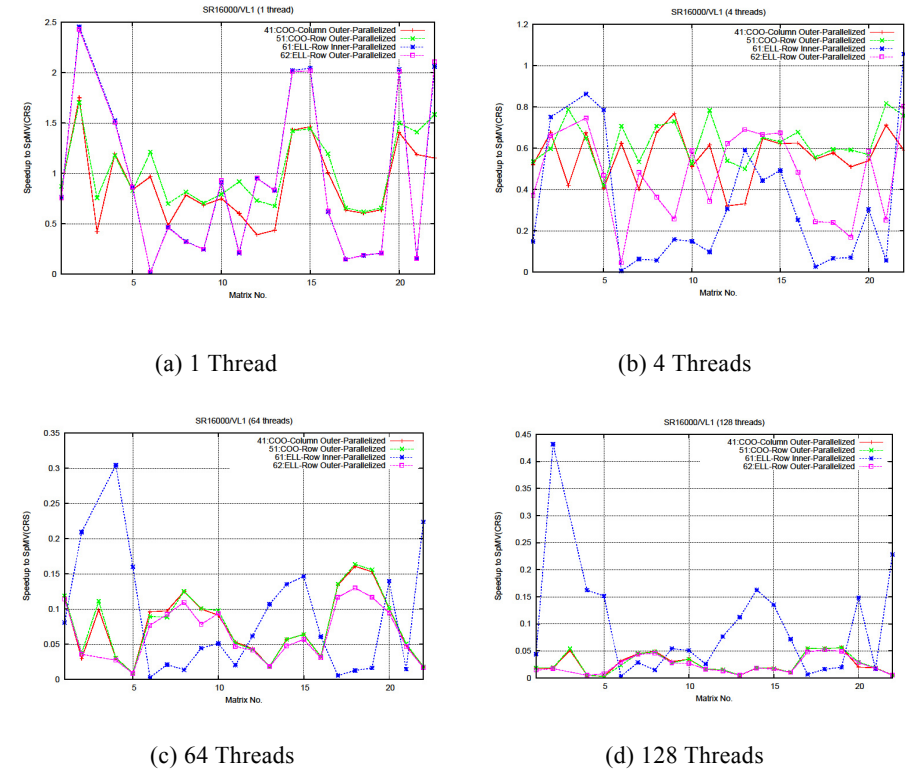 SR16000/VL1 (1 thread)
2.5
2
1.5
1
0.5
0
Speedup to SpMV(CRS)
41:COO-Column Outer-Parallelized
51:COO-Row Outer-Parallelized
61:ELL-Row Inner-Parallelized
62:ELL-Row Outer-Parallelized
5 10 15 20
Matrix No.
(a) 1 Thread
SR16000/VL1 (4 threads)
1.2
1
0.8
0.6
0.4
0.2
0
Speedup to SpMV(CRS)
41:COO-Column Outer-Parallelized
51:COO-Row Outer-Parallelized
61:ELL-Row Inner-Parallelized
62:ELL-Row Outer-Parallelized
5 10 15 20
Matrix No.
(b) 4 Threads
SR16000/VL1 (64 threads)
0.35
0.3
0.25
0.2
0.15
0.1
0.05
0
Speedup to SpMV(CRS)
41:COO-Column Outer-Parallelized
51:COO-Row Outer-Parallelized
61:ELL-Row Inner-Parallelized
62:ELL-Row Outer-Parallelized
5 10 15 20
Matrix No.
(c) 64 Threads
SR16000/VL1 (128 threads)
0.45
0.4
0.35
0.3
0.25
0.2
0.15
0.1
0.05
0
Speedup to SpMV(CRS)
41:COO-Column Outer-Parallelized
51:COO-Row Outer-Parallelized
61:ELL-Row Inner-Parallelized
62:ELL-Row Outer-Parallelized
5 10 15 20
Matrix No.
(d) 128 Threads